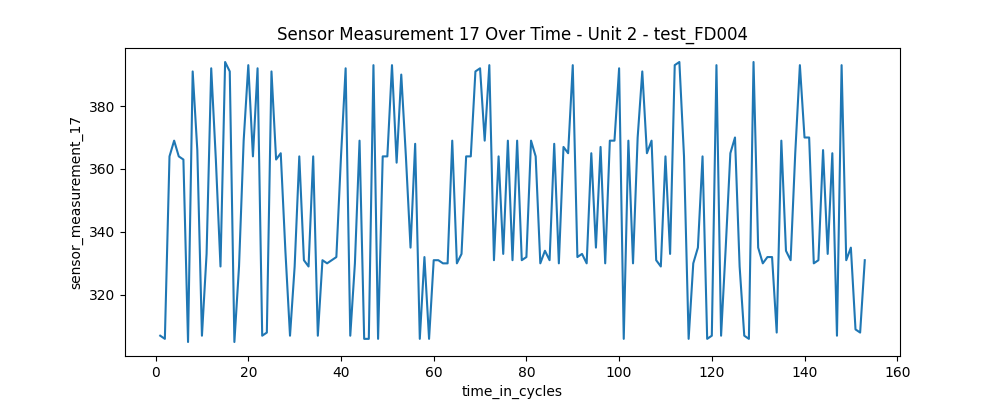 Sensor Measurement 17 Over Time - Unit 2 - test_FD004
sensor_measurement_17
380
360
340
320
0 20 40 60 80 100 120 140 160
time_in_cycles